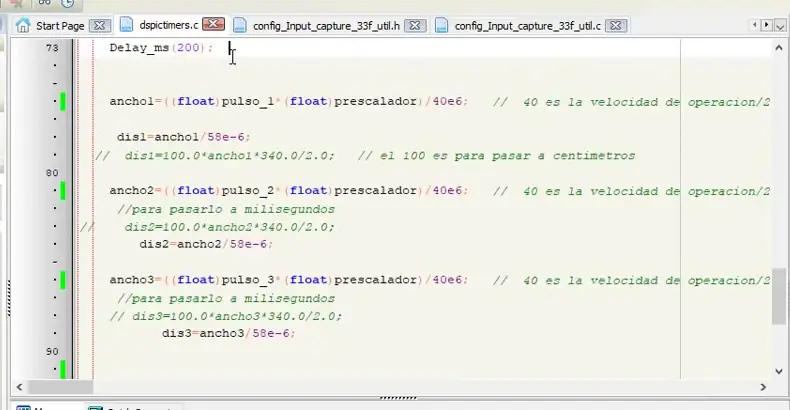 Start Page
dspictimers.c
config_Input_capture_33f_util.h
config_Input_capture_33f_util.c
73 Delay_ms(200);
ancho1=((float)pulso_1*(float)prescalador)/40e6; // 40 es la velocidad de operacion/2
dis1=ancho1/58e-6;
// dis1=100.0*ancho1*340.0/2.0; // el 100 es para pasar a centimetros
80
ancho2=((float)pulso_2*(float)prescalador)/40e6; // 40 es la velocidad de operacion/2
//para pasarlo a milisegundos
// dis2=100.0*ancho2*340.0/2.0;
dis2=ancho2/58e-6;
ancho3=((float)pulso_3*(float)prescalador)/40e6; // 40 es la velocidad de operacion/2
//para pasarlo a milisegundos
// dis3=100.0*ancho3*340.0/2.0;
dis3=ancho3/58e-6;
90